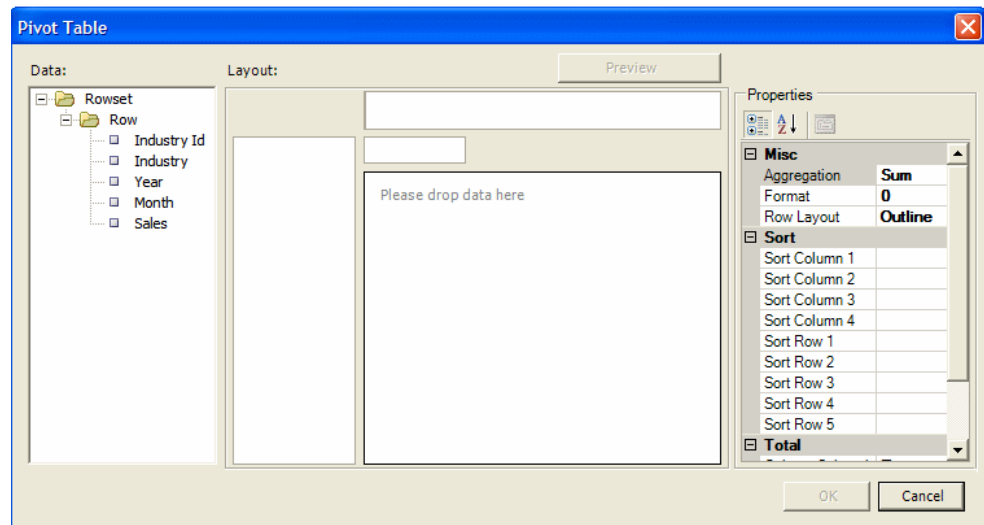 Pivot Table
Data:
Layout:
Preview
Rowset
Row
Industry Id
Industry
Year
Month
Sales
Please drop data here
Properties
Misc
Aggregation Sum
Format 0
Row Layout Outline
Sort
Sort Column 1
Sort Column 2
Sort Column 3
Sort Column 4
Sort Row 1
Sort Row 2
Sort Row 3
Sort Row 4
Sort Row 5
Total
OK
Cancel